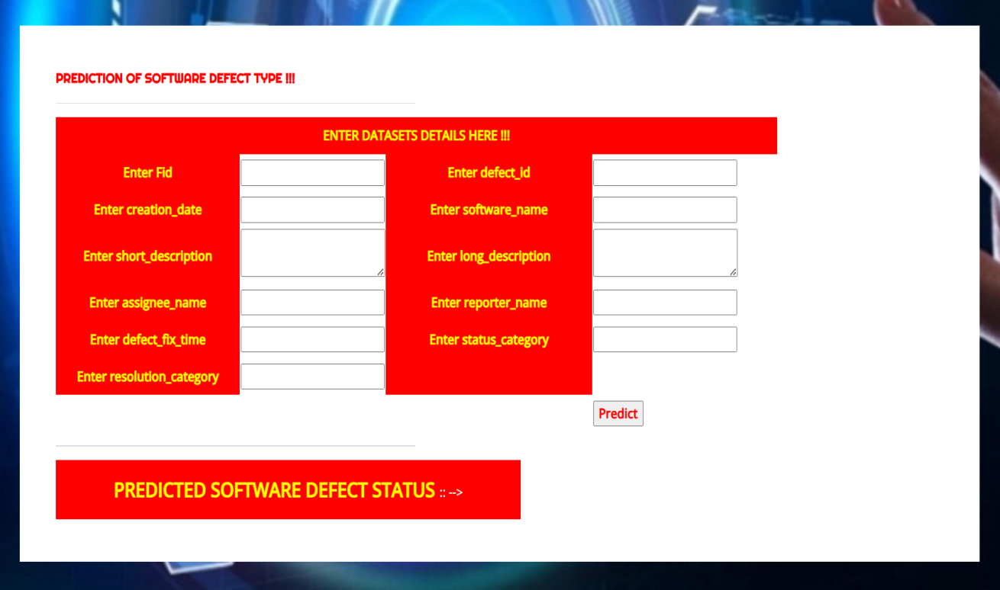 PREDICTION OF SOFTWARE DEFECT TYPE !!!
ENTER DATASETS DETAILS HERE !!!
Enter Fid
Enter defect_id
Enter creation_date
Enter software_name
Enter short_description
Enter long_description
Enter assignee_name
Enter reporter_name
Enter defect_fix_time
Enter status_category
Enter resolution_category
Predict
PREDICTED SOFTWARE DEFECT STATUS :: -->